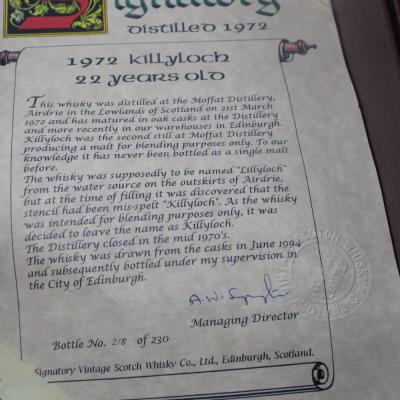 Signatory
Distilled 1972
1972 Killyloch
22 years old
This whisky was distilled at the Moffat Distillery,
Airdrie in the Lowlands of Scotland on 21st March
1972 and has matured in oak casks at the Distillery
and more recently in our warehouses in Edinburgh.
Killyloch was the second still at Moffat Distillery
producing a malt for blending purposes only. To our
knowledge it has never been bottled as a single malt
before.
The whisky was supposedly to be named "Lillyloch"
from the water source on the outskirts of Airdrie,
but at the time of filling it was discovered that the
stencil had been mis-spelt "Killyloch". As the whisky
was intended for blending purposes only, it was
decided to leave the name as Killyloch.
The Distillery closed in the mid 1970's.
The whisky was drawn from the casks in June 1994
and subsequently bottled under my supervision in
the City of Edinburgh.
Managing Director
Bottle No. 218 of 230
Signatory Vintage Scotch Whisky Co., Ltd., Edinburgh, Scotland.